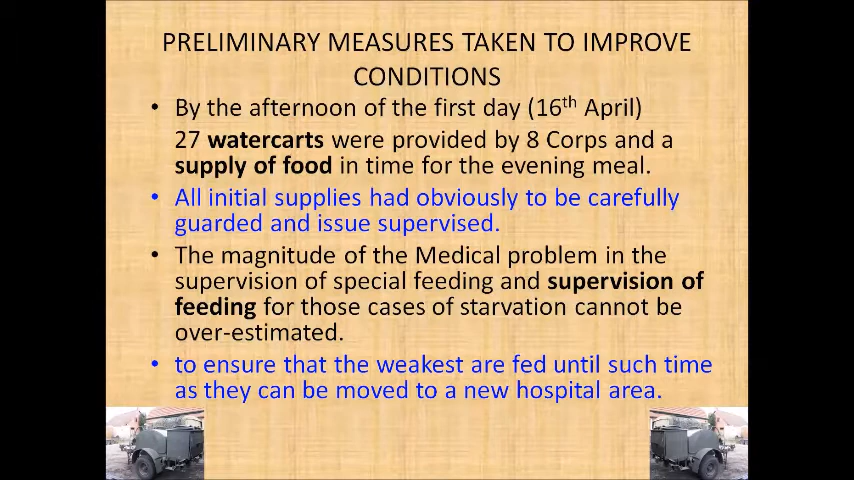 PRELIMINARY MEASURES TAKEN TO IMPROVE
CONDITIONS
• By the afternoon of the first day (16th April)
27 watercarts were provided by 8 Corps and a
supply of food in time for the evening meal.
• All initial supplies had obviously to be carefully
guarded and issue supervised.
• The magnitude of the Medical problem in the
supervision of special feeding and supervision of
feeding for those cases of starvation cannot be
over-estimated.
• to ensure that the weakest are fed until such time
as they can be moved to a new hospital area.